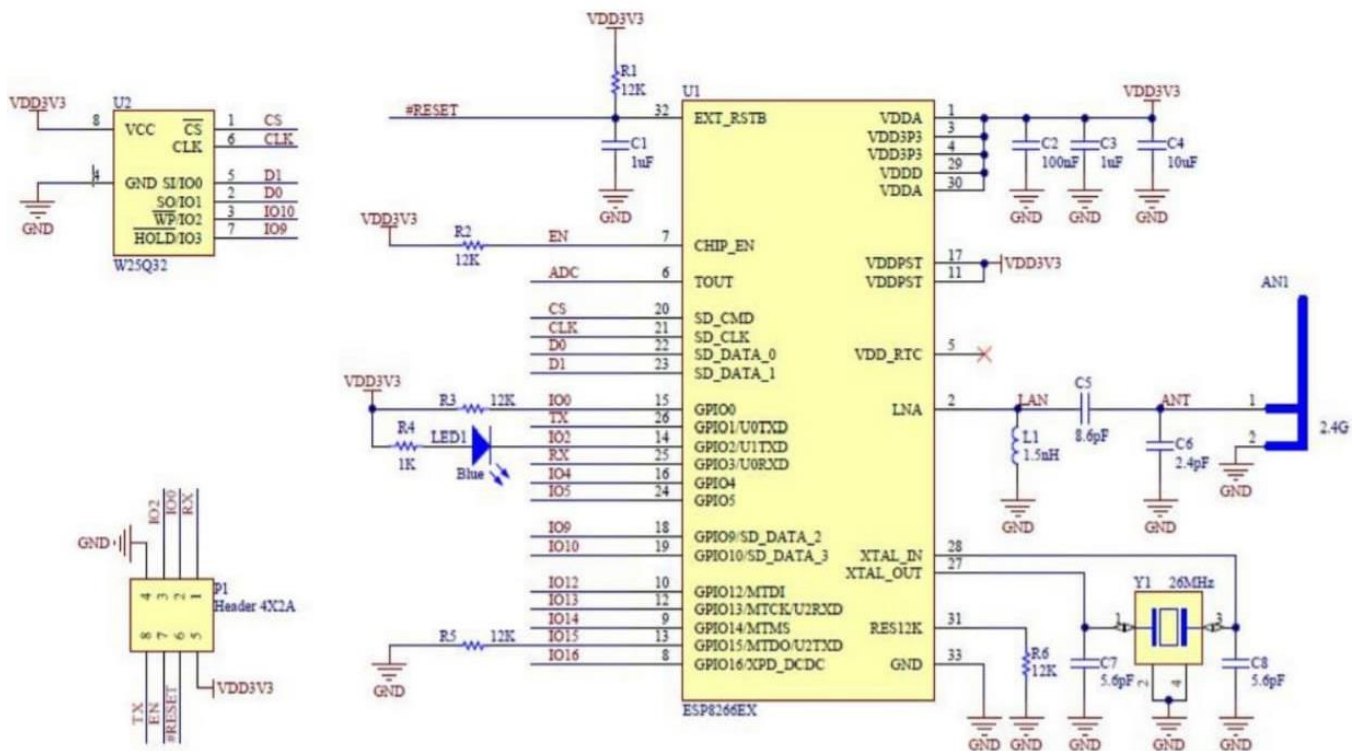 VDD3V3
R1
12K
#RESET
32
C1
1uF
GND
VDD3V3
U2
8
VCC
CS
1
CS
CLK
6
CLK
4
GND
SI/IO0
5
D1
SO/IO1
2
D0
WP/IO2
3
IO10
HOLD/IO3
7
IO9
GND
W25Q32
U1
EXT_RSTB
VDDA
1
VDD3P3
3
VDD3P3
4
VDDD
29
VDDA
30
VDD3V3
C2
100nF
C3
1uF
C4
10uF
GND
GND
GND
VDD3V3
R2
12K
EN
7
CHIP_EN
ADC
6
TOUT
VDDPST
17
VDD3V3
VDDPST
11
CS
20
SD_CMD
CLK
21
SD_CLK
D0
22
SD_DATA_0
D1
23
SD_DATA_1
VDD_RTC
5
VDD3V3
R3
12K
IO0
15
GPIO0
TX
26
GPIO1/U0TXD
R4
1K
LED1
Blue
IO2
14
GPIO2/U1TXD
RX
25
GPIO3/U0RXD
IO4
16
GPIO4
IO5
24
GPIO5
IO9
18
GPIO9/SD_DATA_2
IO10
19
GPIO10/SD_DATA_3
IO12
10
GPIO12/MTDI
IO13
12
GPIO13/MTCK/U2RXD
IO14
9
GPIO14/MTMS
R5
12K
IO15
13
GPIO15/MTDO/U2TXD
IO16
8
GPIO16/XPD_DCDC
GND
LNA
2
LAN
C5
8.6pF
ANT
L1
1.5nH
GND
C6
2.4pF
GND
AN1
1
2
2.4G
GND
XTAL_IN
28
XTAL_OUT
27
Y1
26MHz
1
3
2
4
RES12K
31
R6
12K
GND
33
C7
5.6pF
C8
5.6pF
GND
GND
GND
GND
GND
ESP8266EX
IO2
IO0
RX
GND
P1
Header 4X2A
4
3
2
1
8
7
6
5
VDD3V3
TX
EN
#RESET